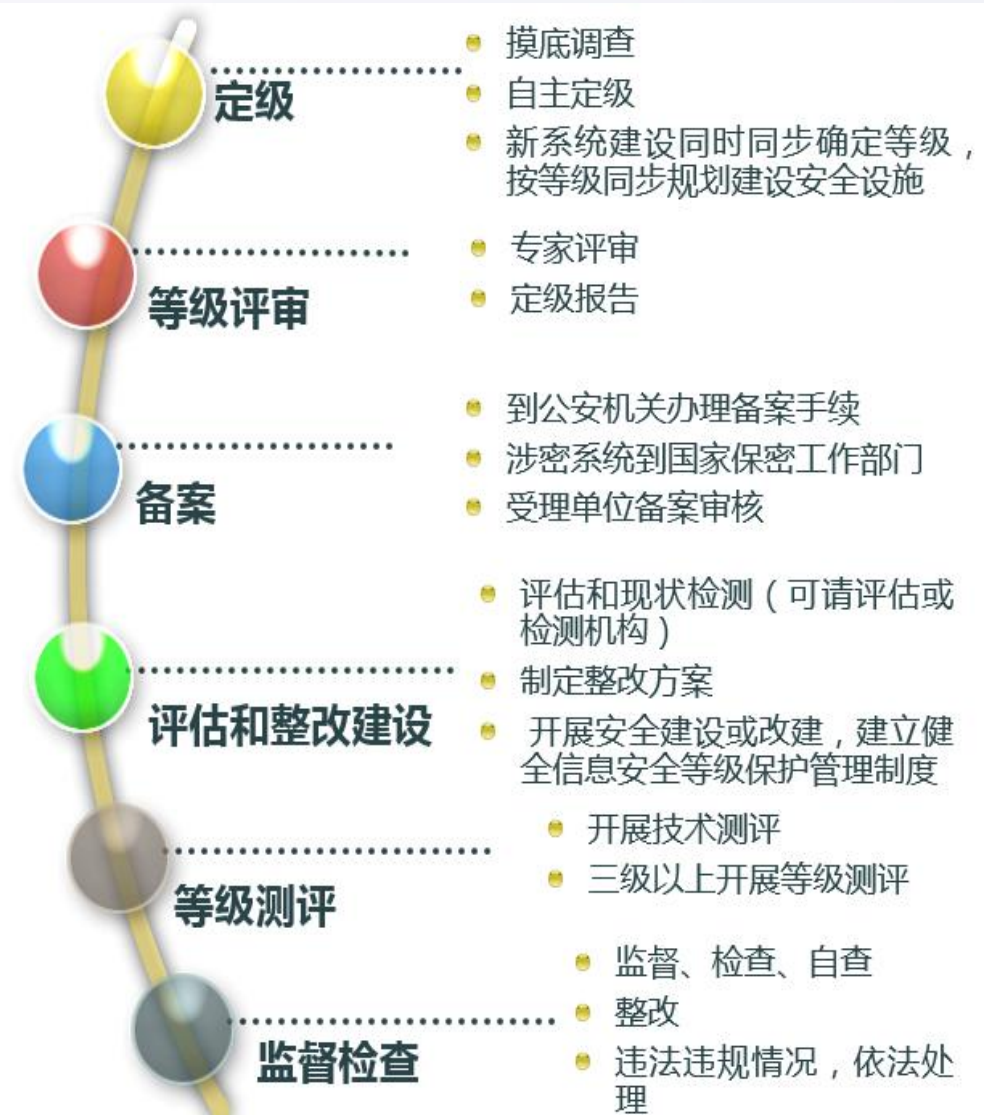 定级
摸底调查
自主定级
新系统建设同时同步确定等级，
按等级同步规划建设安全设施
等级评审
专家评审
定级报告
备案
到公安机关办理备案手续
涉密系统到国家保密工作部门
受理单位备案审核
评估和整改建设
评估和现状检测（可请评估或
检测机构）
制定整改方案
开展安全建设或改建，建立健
全信息安全等级保护管理制度
等级测评
开展技术测评
三级以上开展等级测评
监督检查
监督、检查、自查
整改
违法违规情况，依法处
理